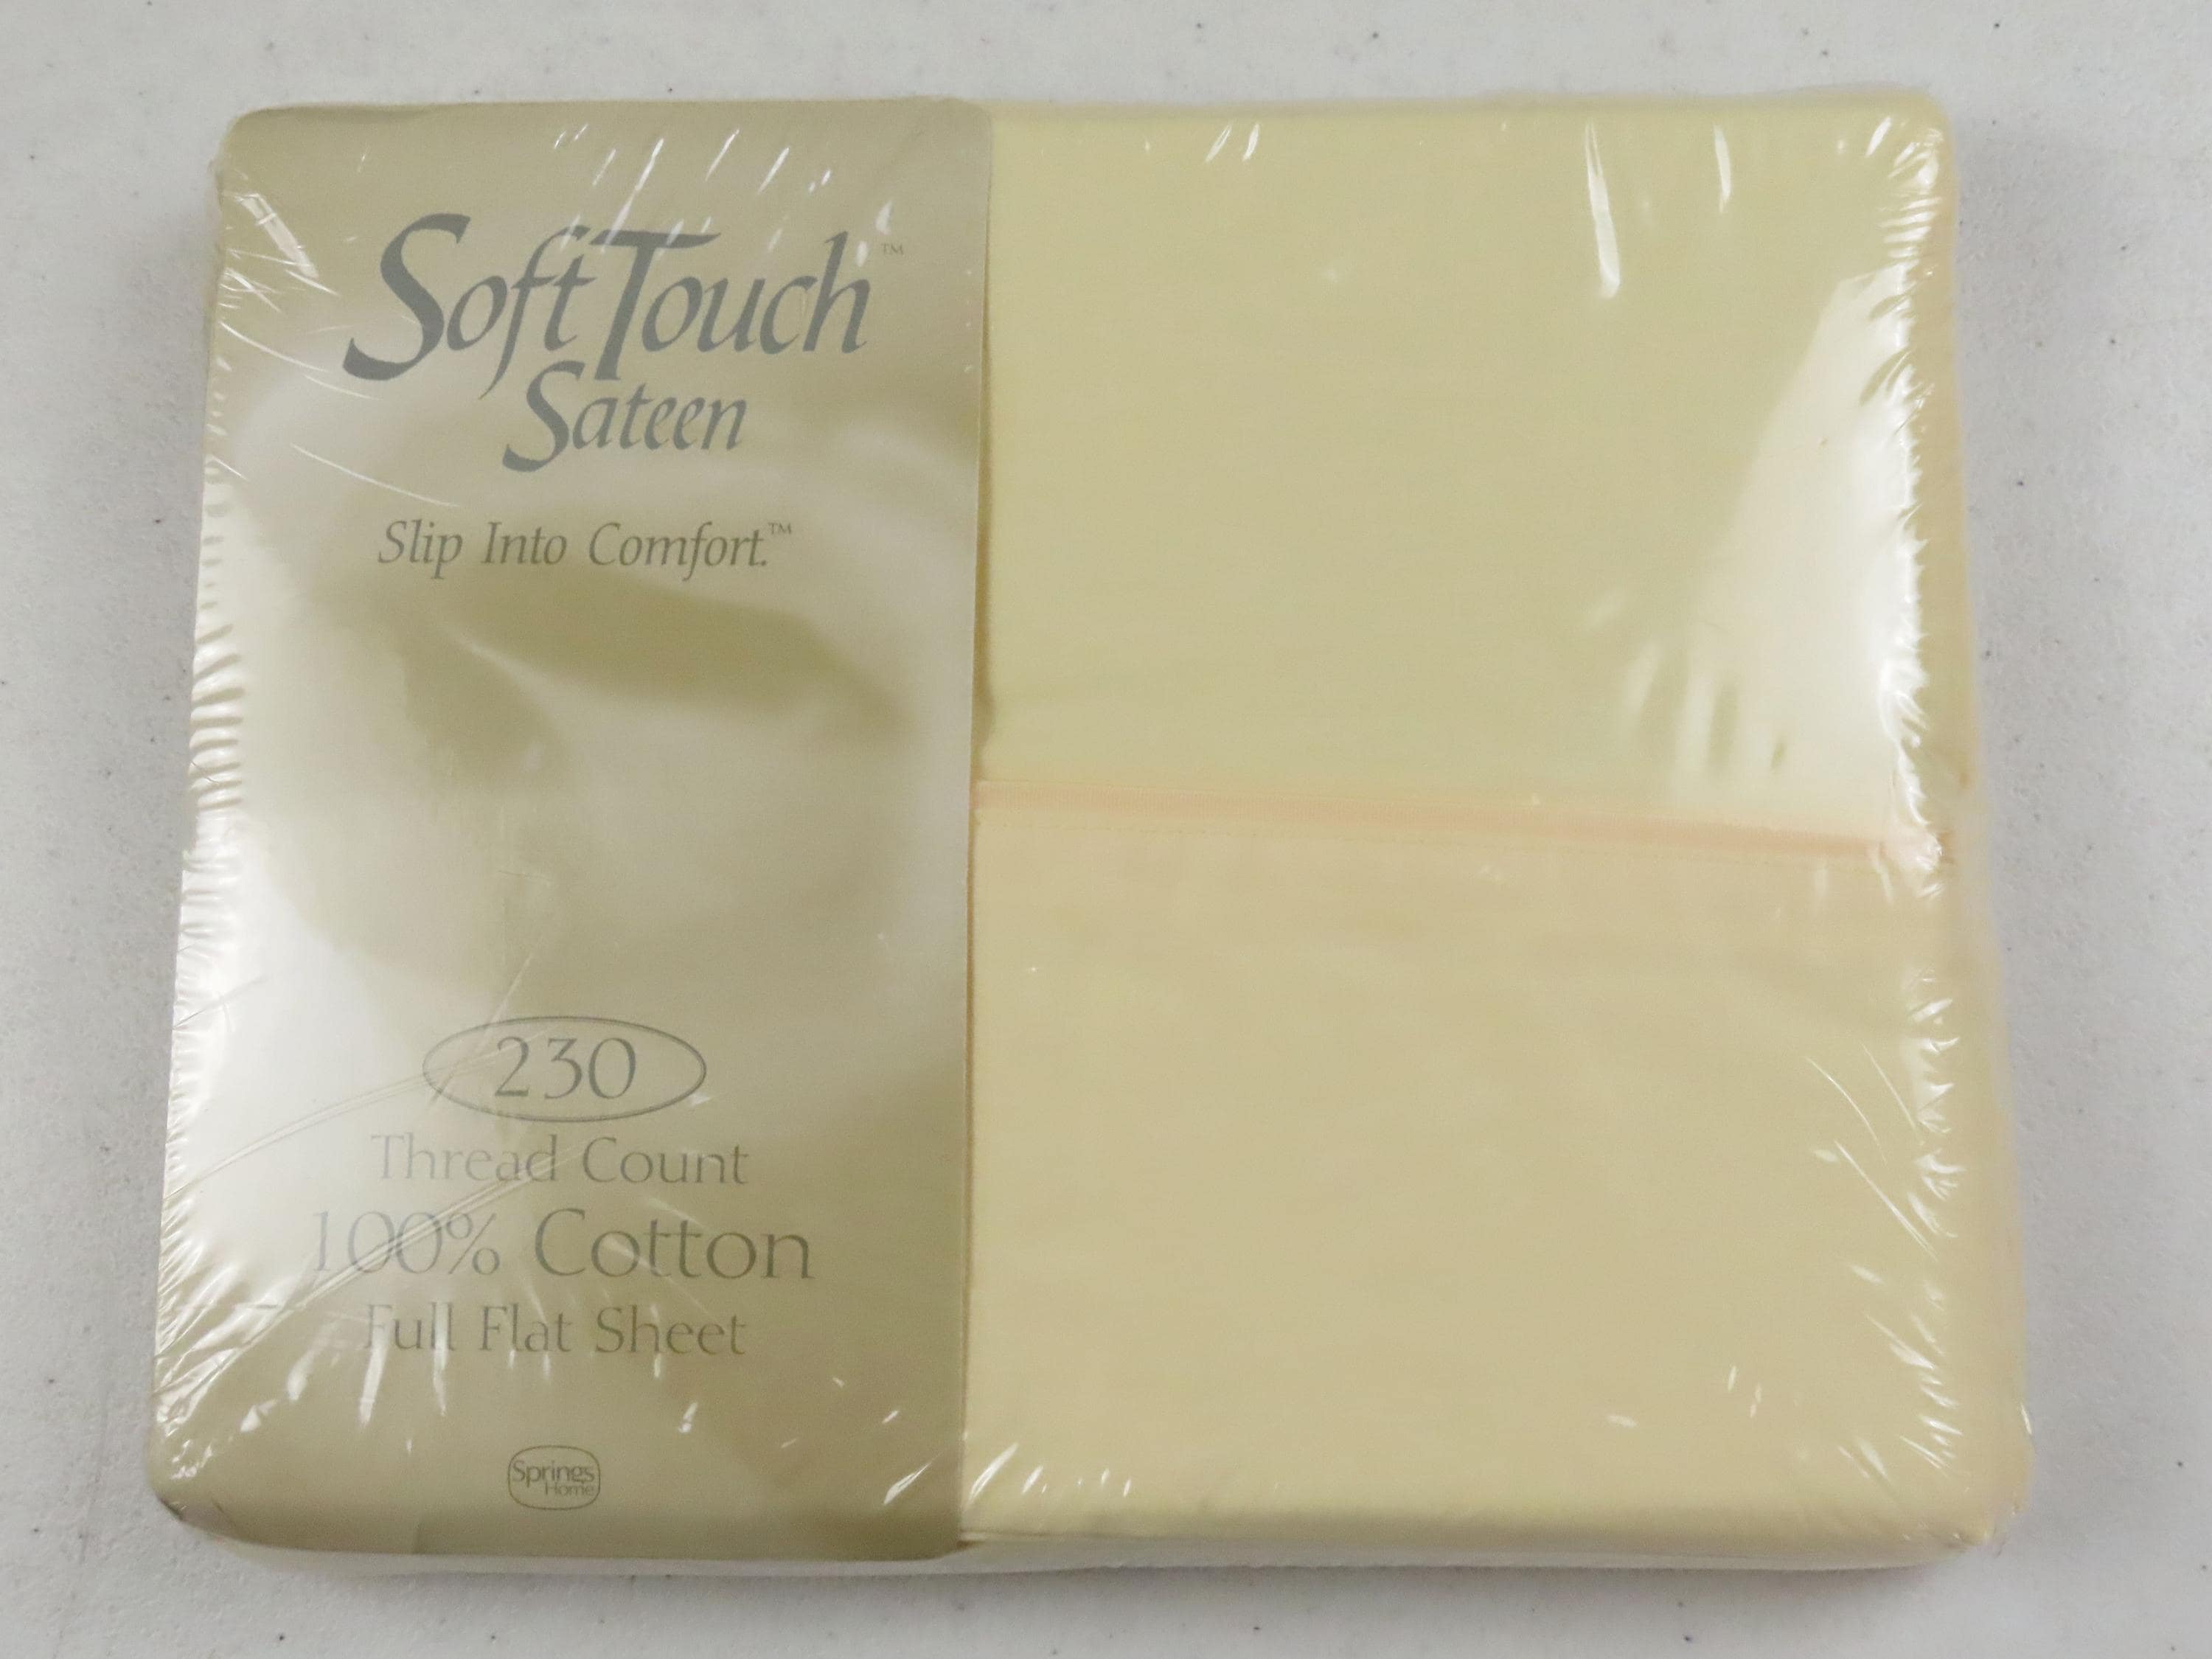 Soft Touch™
Sateen
Slip Into Comfort.™
230
Thread Count
100% Cotton
Full Flat Sheet
Springs
Home